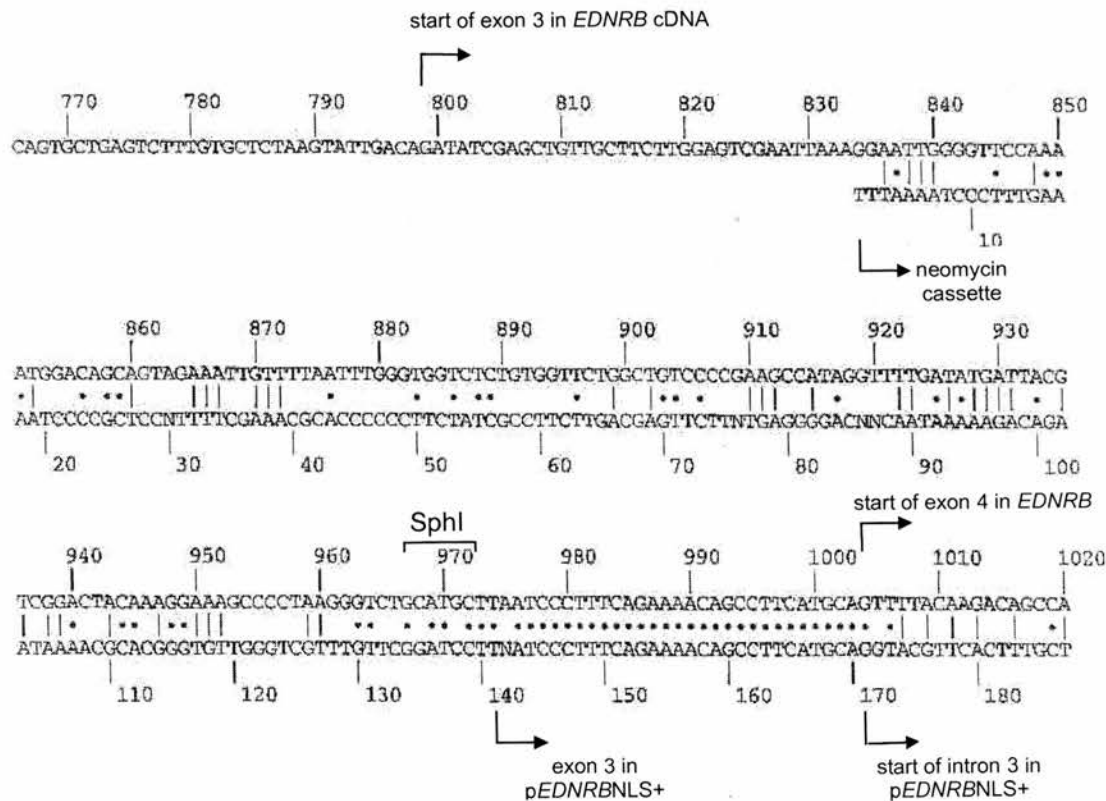 start of exon 3 in EDNRB cDNA
770 780 790 800 810 820 830 840 850
CAGTGCTGAGTCTTTGTGCTCTAAGTATTGACAGATATCGAGCTGTTGCTTCTTGGAGTCGAATTAAAGGAATTGGGGTTCCAAA
TTTAAAATCCCTTTGAA
10
neomycin
cassette
860 870 880 890 900 910 920 930
ATGGACAGCAGTAGAAATTGTTTTAATTTGGGTGGTCTCTGTGGTTCTGGCTGTCCCCGAAGCCATAGGTTTTGATATGATTACG
AATCCCCGCTCCNTTTTCGAAACGCACCCCCCTTCTATCGCCTTCTTGACGAGTTCTTNTGAGGGGACNNCAATAAAAAGACAGA
20 30 40 50 60 70 80 90 100
start of exon 4 in EDNRB
SphI
940 950 960 970 980 990 1000 1010 1020
TCGGACTACAAAGGAAAGCCCCTAAGGGTCTGCATGCTTAATCCCTTTCAGAAAACAGCCTTCATGCAGTTTTACAAGACAGCCA
ATAAAACGCACGGGTGTTGGGTCGTTTGTTCGGATCCTTNATCCCTTTCAGAAAACAGCCTTCATGCAGGTACGTTCACTTTGCT
110 120 130 140 150 160 170 180
exon 3 in
pEDNRBNLS+
start of intron 3 in
pEDNRBNLS+